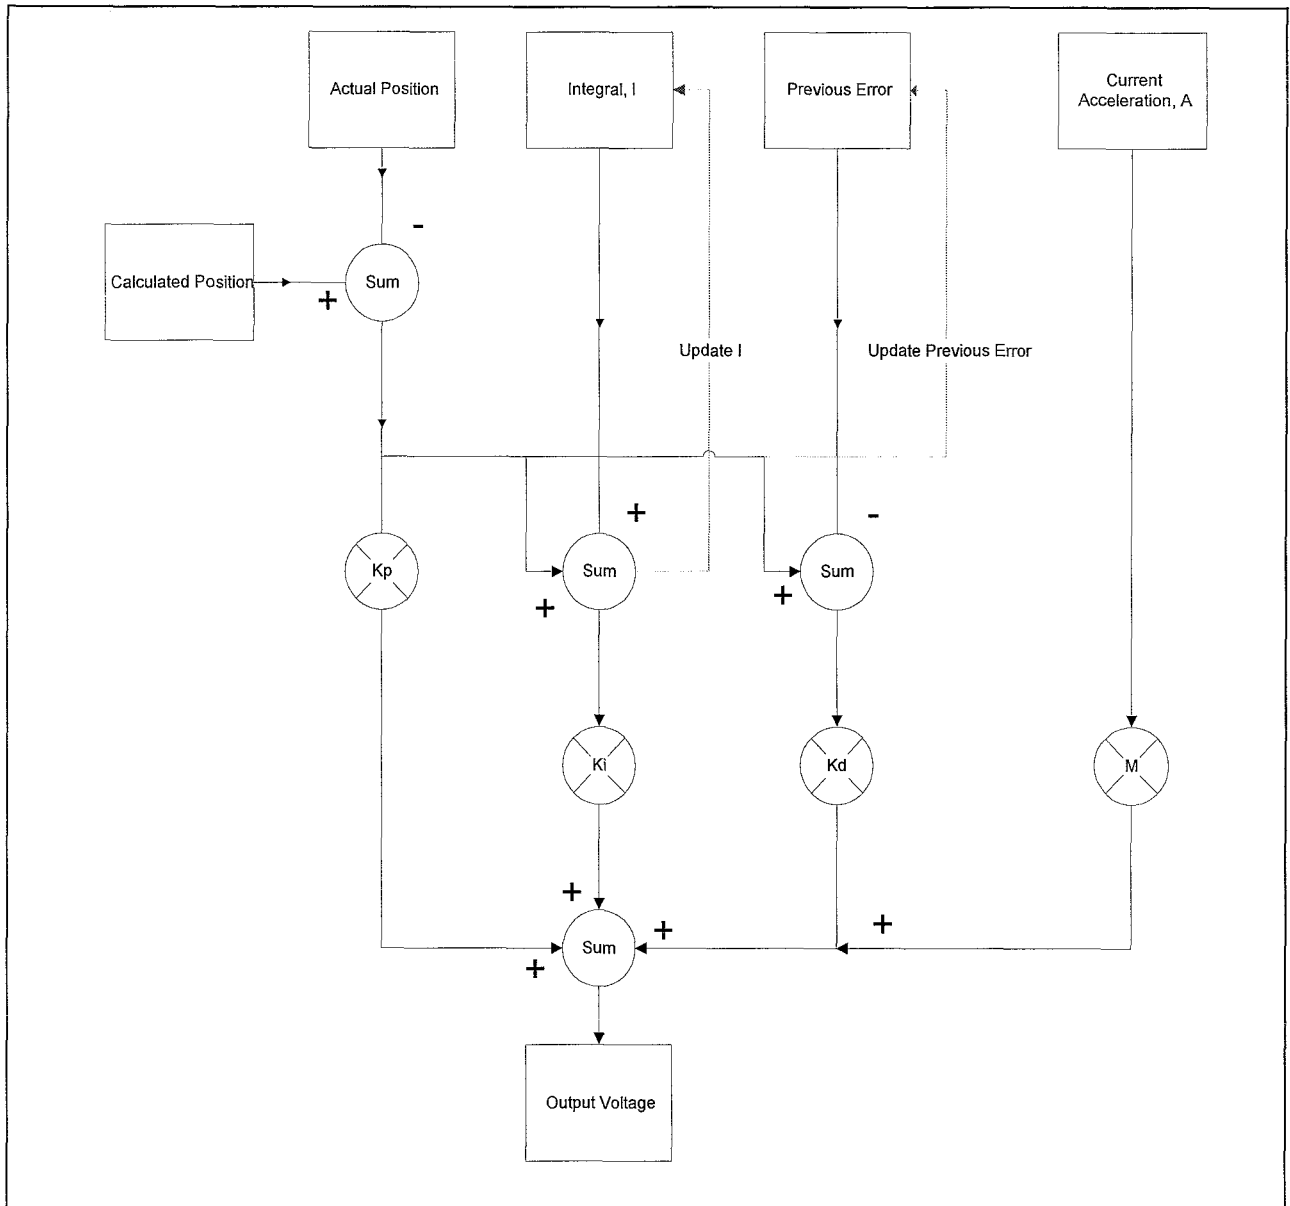 Actual Position
Integral, I
Previous Error
Current
Acceleration, A
-
Calculated Position
Sum
+
Update I
Update Previous Error
+
-
Kp
Sum
Sum
+
+
Ki
Kd
M
+
+
+
Sum
+
Output Voltage